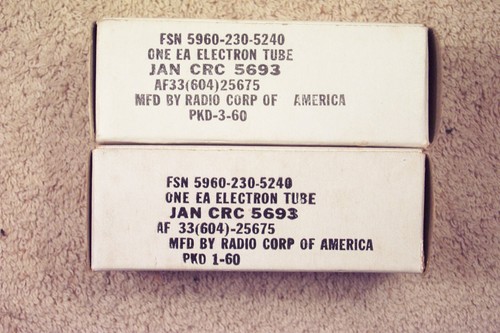 FSN 5960-230-5240
ONE EA ELECTRON TUBE
JAN CRC 5693
AF33(604)25675
MFD BY RADIO CORP OF AMERICA
PKD-3-60
FSN 5960-230-5240
ONE EA ELECTRON TUBE
JAN CRC 5693
AF 33(604)-25675
MFD BY RADIO CORP OF AMERICA
PKD 1-60